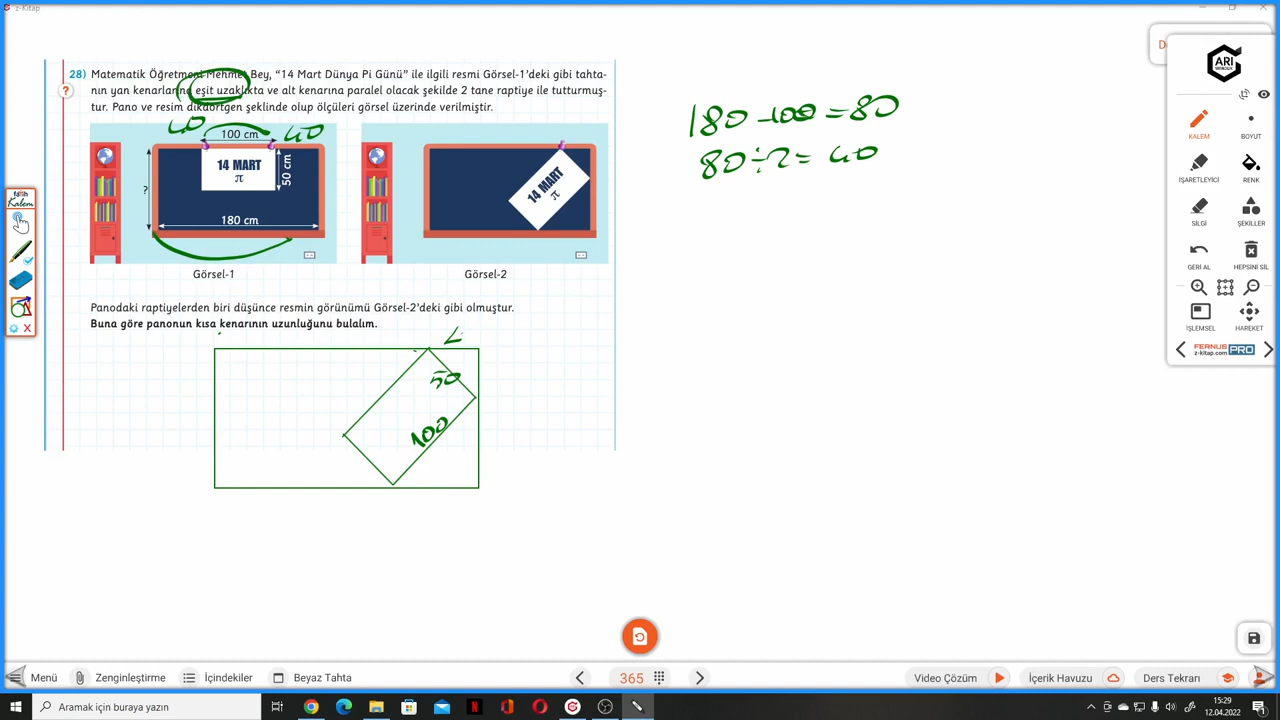 z-Kitap
28) Matematik Öğretmeni Mehmet Bey, "14 Mart Dünya Pi Günü" ile ilgili resmi Görsel-1'deki gibi tahta-
nın yan kenarlarına eşit uzaklıkta ve alt kenarına paralel olacak şekilde 2 tane raptiye ile tutturmuş-
tur. Pano ve resim dikdörtgen şeklinde olup ölçüleri görsel üzerinde verilmiştir.
?
40
100 cm
40
14 MART
π
50 cm
?
180 cm
14 MART
π
Görsel-1
Görsel-2
Panodaki raptiyelerden biri düşünce resmin görünümü Görsel-2'deki gibi olmuştur.
Buna göre panonun kısa kenarının uzunluğunu bulalım.
50
100
180-100=80
80÷2=40
fatih
Kalem
ARI
KALEM
BOYUT
İŞARETLEYİCİ
RENK
SİLGİ
ŞEKİLLER
GERİ AL
HEPSİNİ SİL
İŞLEMSEL
HAREKET
FERNUS PRO
z-kitap.com
Menü
Zenginleştirme
İçindekiler
Beyaz Tahta
365
Video Çözüm
İçerik Havuzu
Ders Tekrarı
Aramak için buraya yazın
15:29
12.04.2022